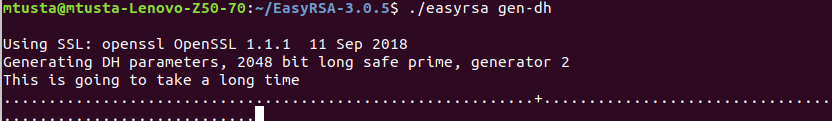 mtusta@mtusta-Lenovo-Z50-70:~/EasyRSA-3.0.5$ ./easyrsa gen-dh
Using SSL: openssl OpenSSL 1.1.1  11 Sep 2018
Generating DH parameters, 2048 bit long safe prime, generator 2
This is going to take a long time
...........................................................+................................
............................